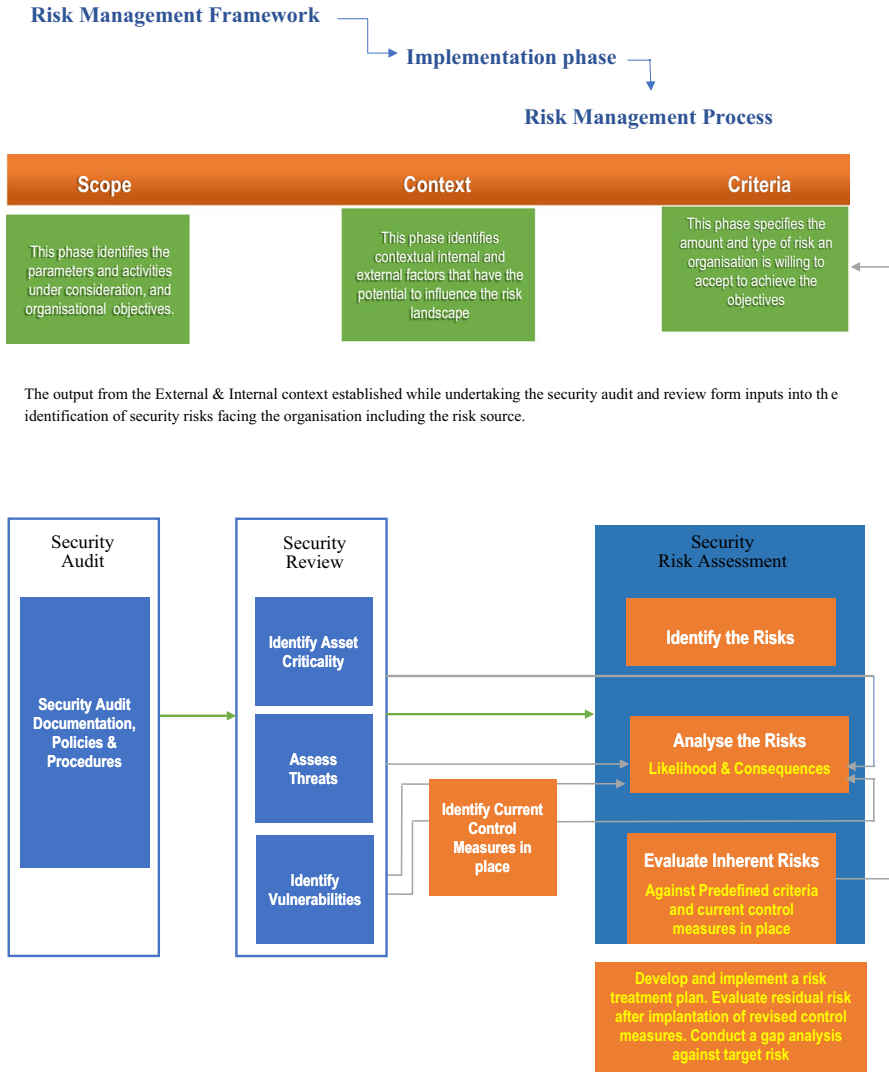 Risk Management Framework
Implementation phase
Risk Management Process
Scope
Context
Criteria
This phase identifies the
parameters and activities
under consideration, and
organisational objectives.
This phase identifies
contextual internal and
external factors that have the
potential to influence the risk
landscape
This phase specifies the
amount and type of risk an
organisation is willing to
accept to achieve the
objectives
The output from the External & Internal context established while undertaking the security audit and review form inputs into th e
identification of security risks facing the organisation including the risk source.
Security
Audit
Security Audit
Documentation,
Policies &
Procedures
Security
Review
Identify Asset
Criticality
Assess
Threats
Identify
Vulnerabilities
Identify Current
Control
Measures in
place
Security
Risk Assessment
Identify the Risks
Analyse the Risks
Likelihood & Consequences
Evaluate Inherent Risks
Against Predefined criteria
and current control
measures in place
Develop and implement a risk
treatment plan. Evaluate residual risk
after implantation of revised control
measures. Conduct a gap analysis
against target risk